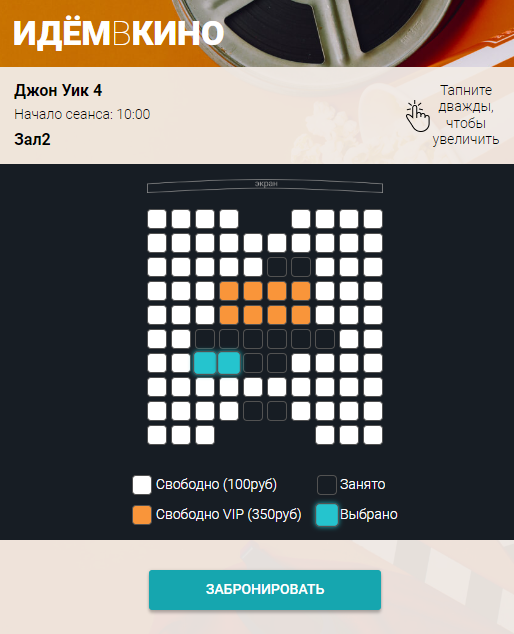 ИДЁМВКИНО
Джон Уик 4
Начало сеанса: 10:00
Зал2
Тапните
дважды,
чтобы
увеличить
экран
Свободно (100руб)
Занято
Свободно VIP (350руб)
Выбрано
ЗАБРОНИРОВАТЬ